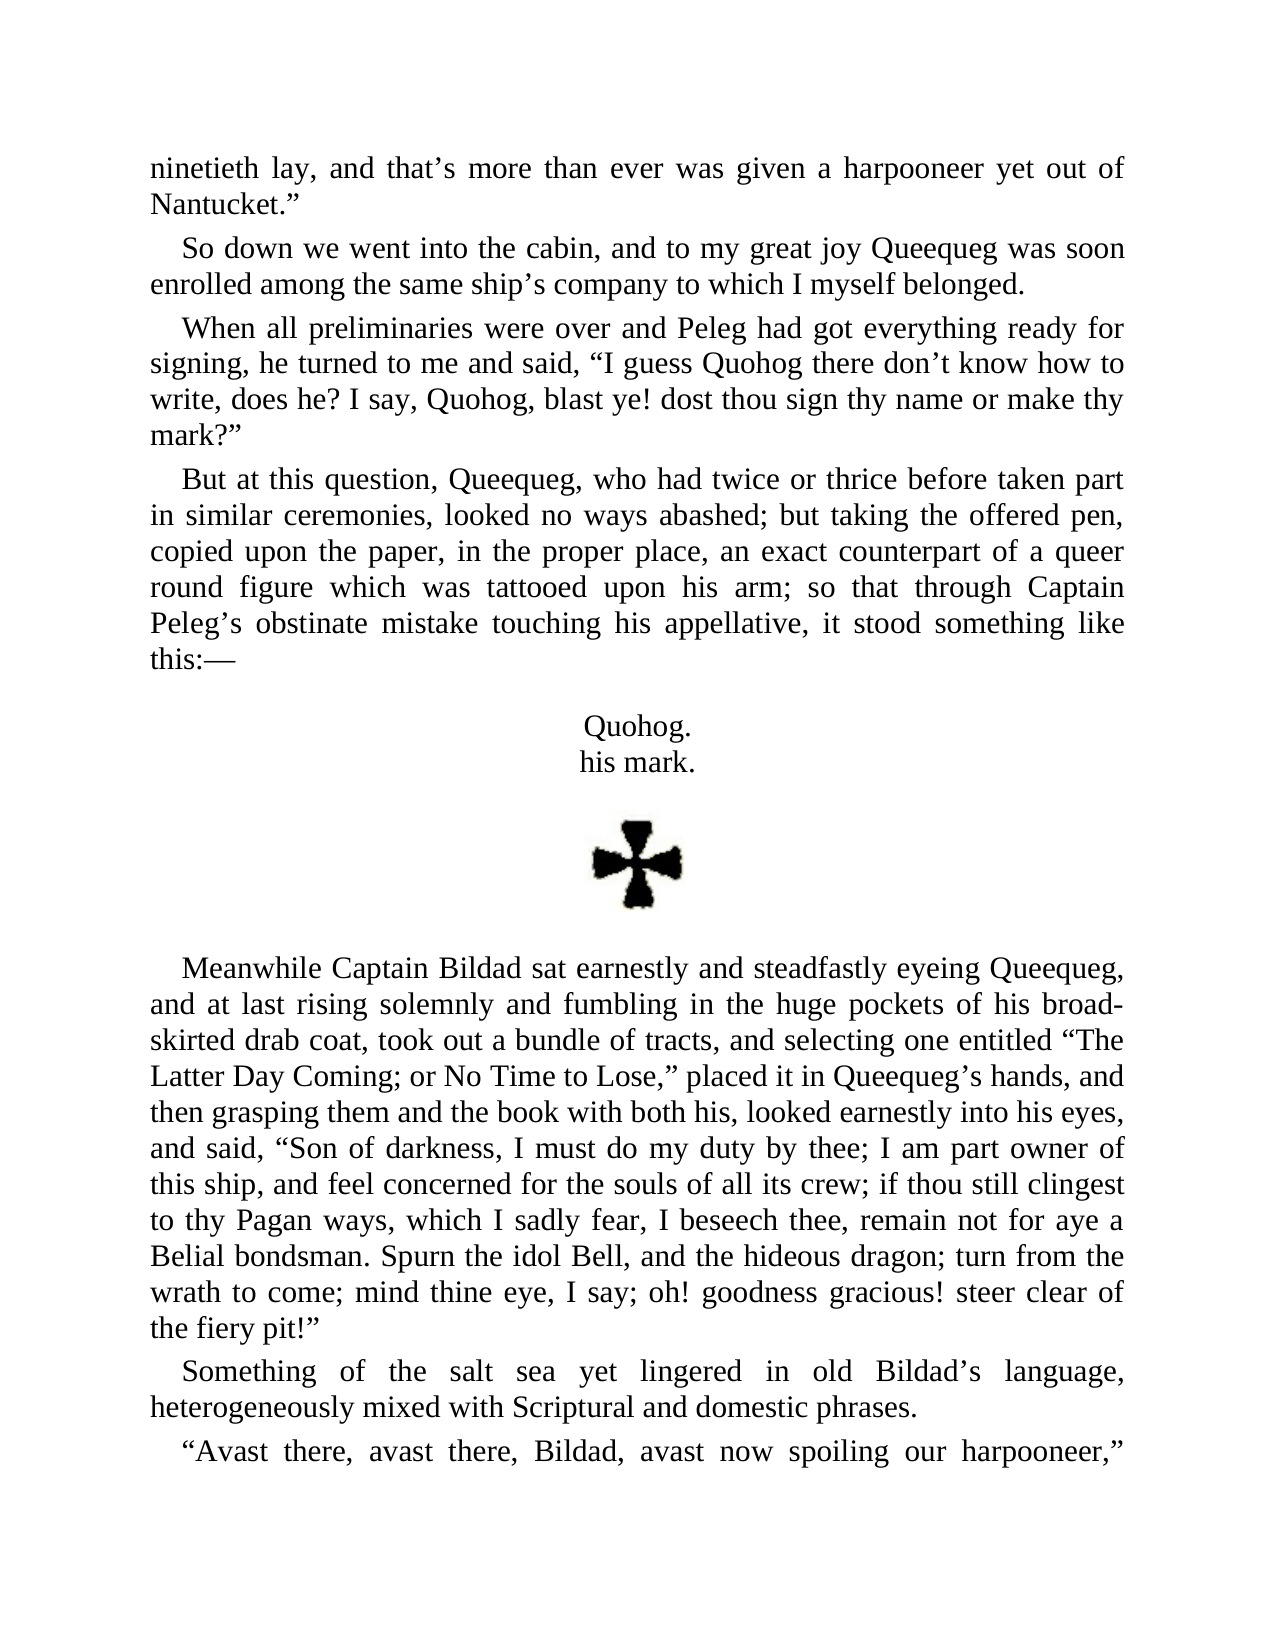 ninetieth lay, and that’s more than ever was given a harpooneer yet out of
Nantucket.”
So down we went into the cabin, and to my great joy Queequeg was soon
enrolled among the same ship’s company to which I myself belonged.
When all preliminaries were over and Peleg had got everything ready for
signing, he turned to me and said, “I guess Quohog there don’t know how to
write, does he? I say, Quohog, blast ye! dost thou sign thy name or make thy
mark?”
But at this question, Queequeg, who had twice or thrice before taken part
in similar ceremonies, looked no ways abashed; but taking the offered pen,
copied upon the paper, in the proper place, an exact counterpart of a queer
round figure which was tattooed upon his arm; so that through Captain
Peleg’s obstinate mistake touching his appellative, it stood something like
this:—
Quohog.
his mark.
Meanwhile Captain Bildad sat earnestly and steadfastly eyeing Queequeg,
and at last rising solemnly and fumbling in the huge pockets of his broad-
skirted drab coat, took out a bundle of tracts, and selecting one entitled “The
Latter Day Coming; or No Time to Lose,” placed it in Queequeg’s hands, and
then grasping them and the book with both his, looked earnestly into his eyes,
and said, “Son of darkness, I must do my duty by thee; I am part owner of
this ship, and feel concerned for the souls of all its crew; if thou still clingest
to thy Pagan ways, which I sadly fear, I beseech thee, remain not for aye a
Belial bondsman. Spurn the idol Bell, and the hideous dragon; turn from the
wrath to come; mind thine eye, I say; oh! goodness gracious! steer clear of
the fiery pit!”
Something of the salt sea yet lingered in old Bildad’s language,
heterogeneously mixed with Scriptural and domestic phrases.
“Avast there, avast there, Bildad, avast now spoiling our harpooneer,”